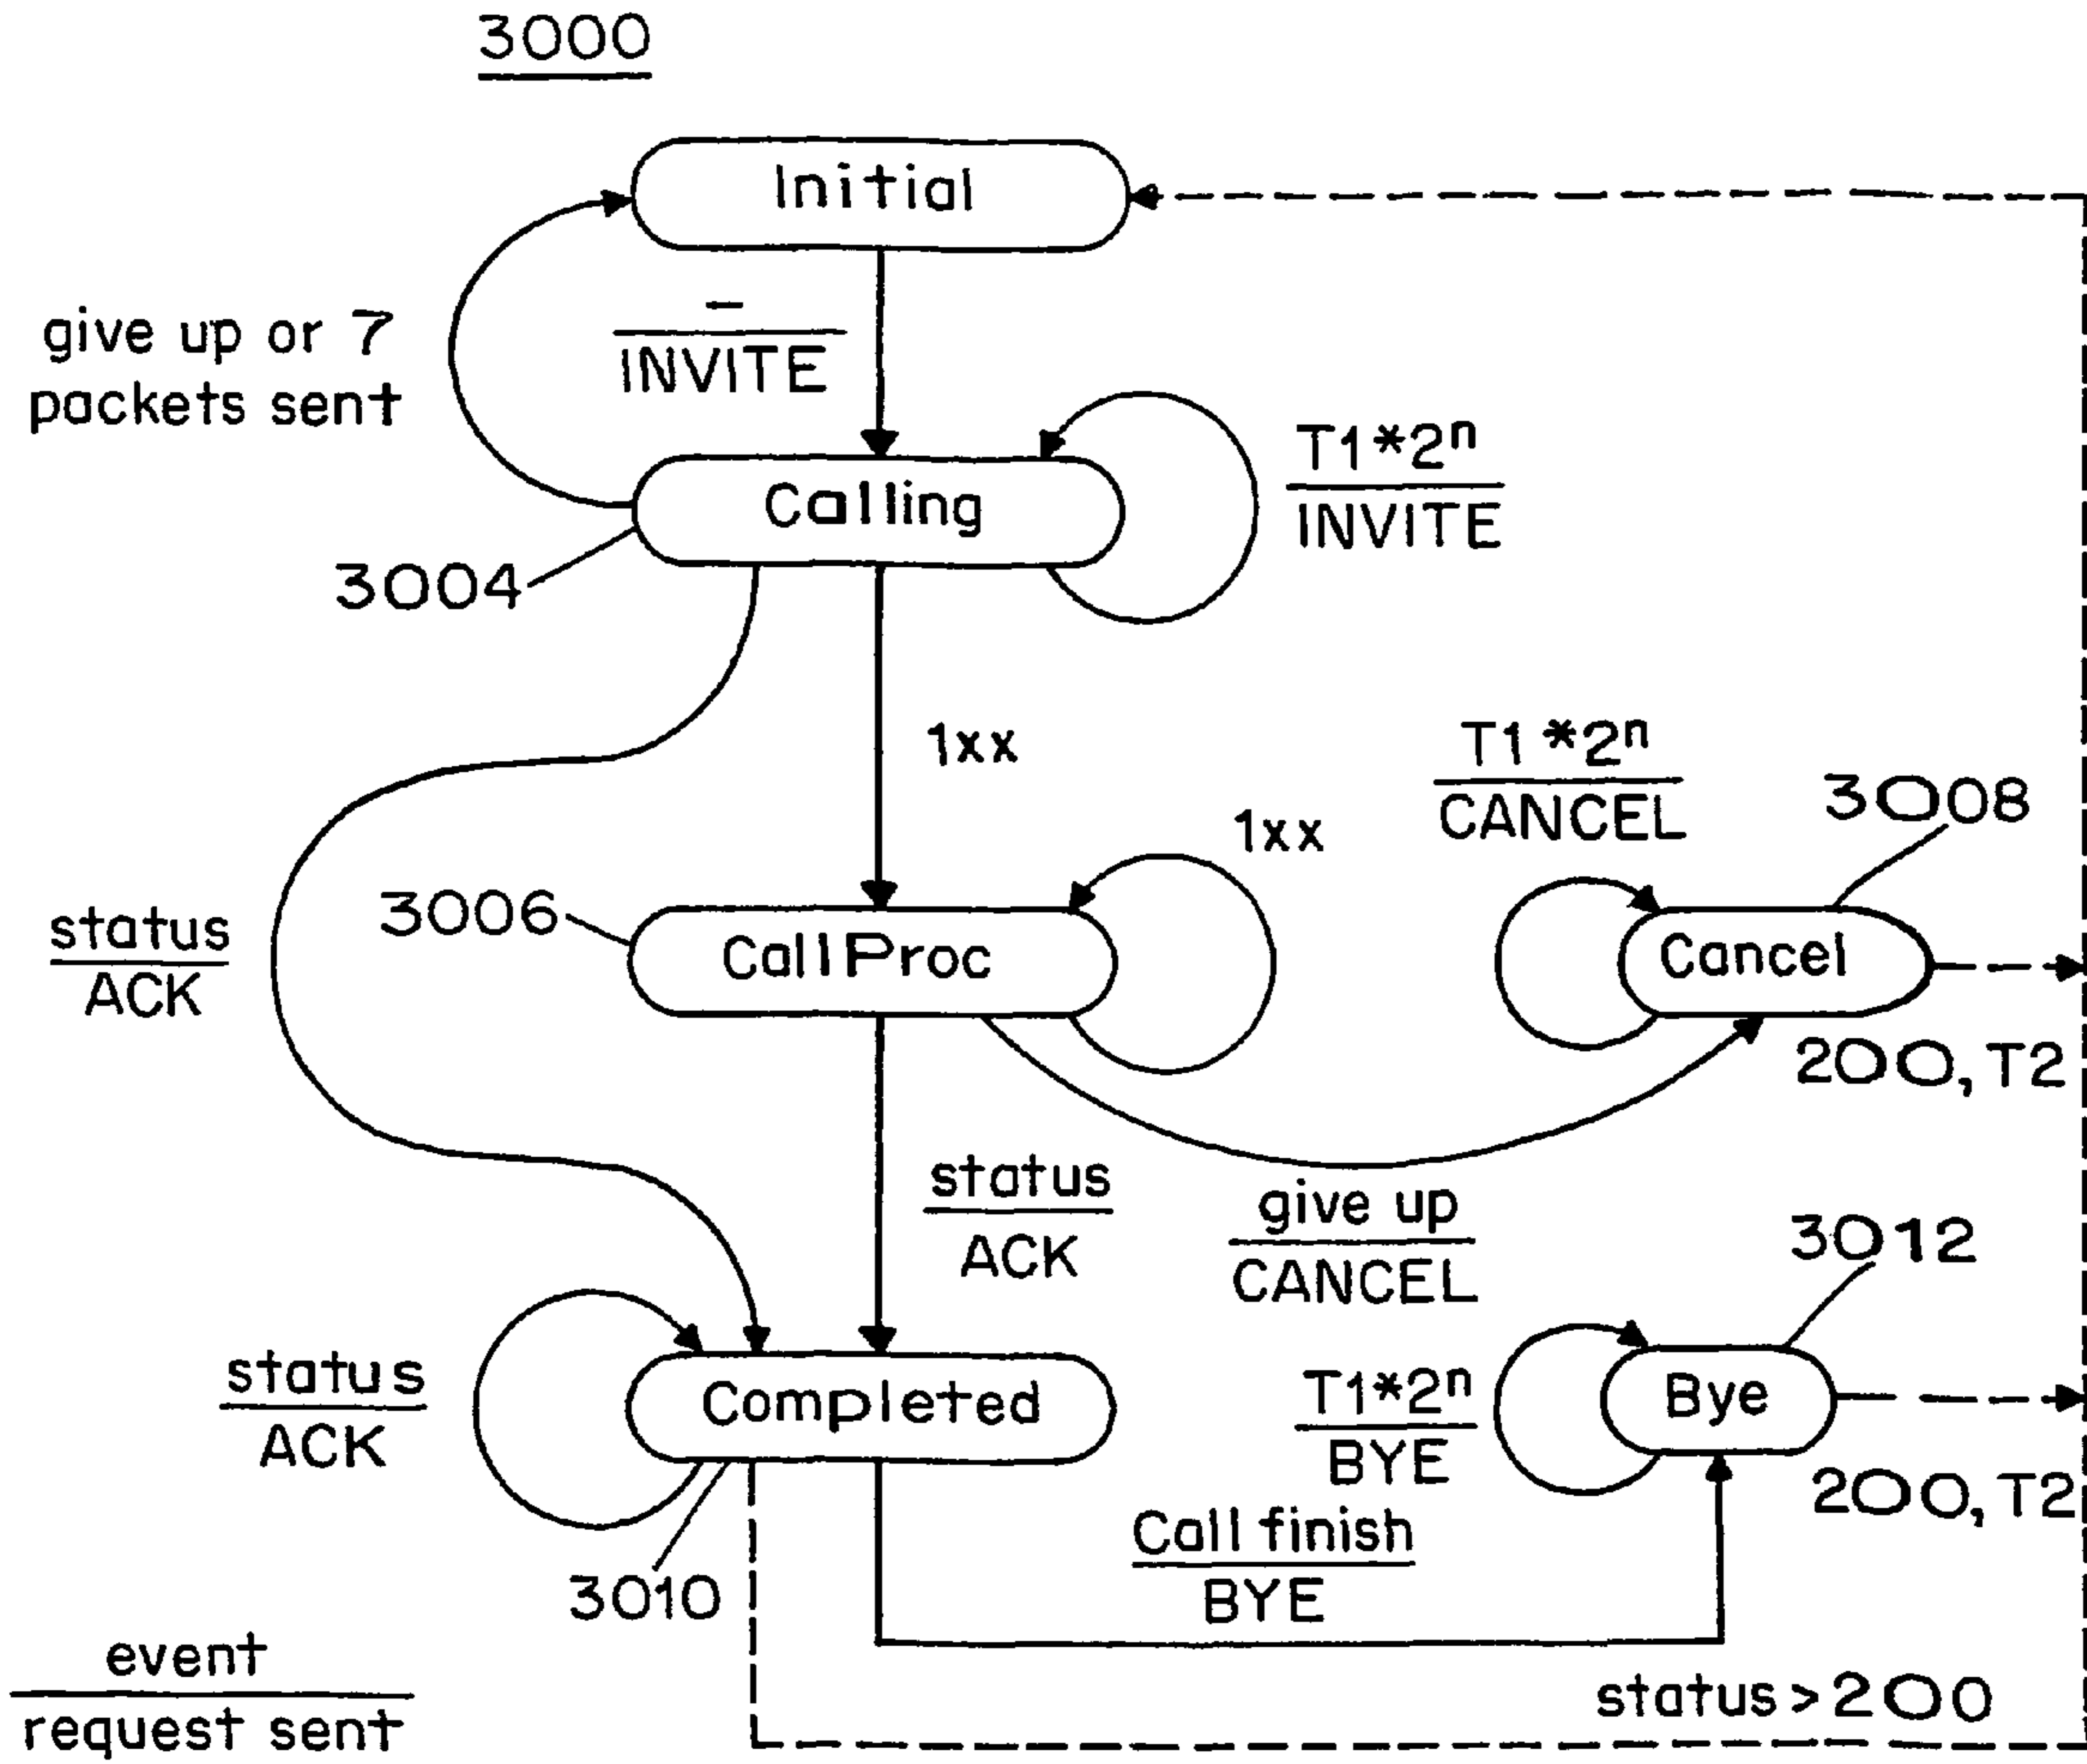 3000
Initial
give up or 7
packets sent
–
INVITE
T1*2ⁿ
INVITE
Calling
3004
1xx
T1*2ⁿ
CANCEL
3008
1xx
3006
status
ACK
CallProc
Cancel
200, T2
status
ACK
give up
CANCEL
3012
status
ACK
Completed
T1*2ⁿ
BYE
Bye
200, T2
Call finish
BYE
3010
event
request sent
status > 200